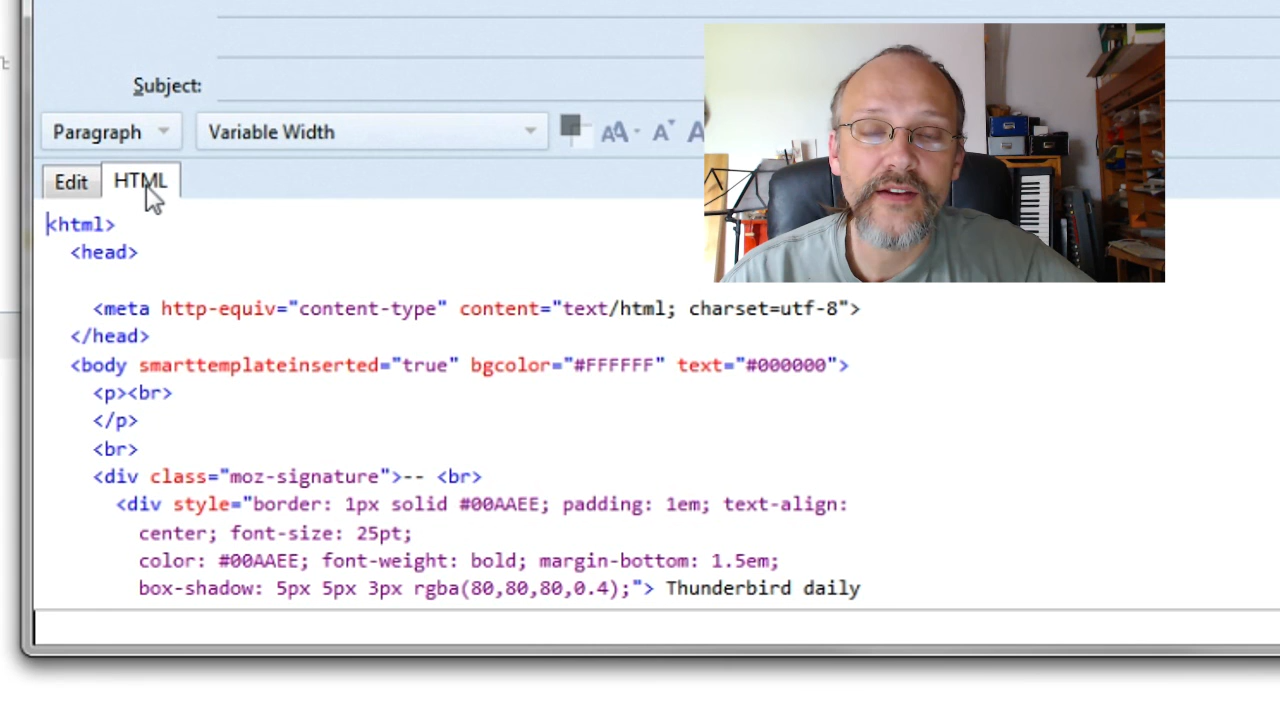 Subject:
Paragraph
Variable Width
Edit
HTML
<html>
<head>
<meta http-equiv="content-type" content="text/html; charset=utf-8">
</head>
<body smarttemplateinserted="true" bgcolor="#FFFFFF" text="#000000">
<p><br>
</p>
<br>
<div class="moz-signature">-- <br>
<div style="border: 1px solid #00AAEE; padding: 1em; text-align:
center; font-size: 25pt;
color: #00AAEE; font-weight: bold; margin-bottom: 1.5em;
box-shadow: 5px 5px 3px rgba(80,80,80,0.4);"> Thunderbird daily